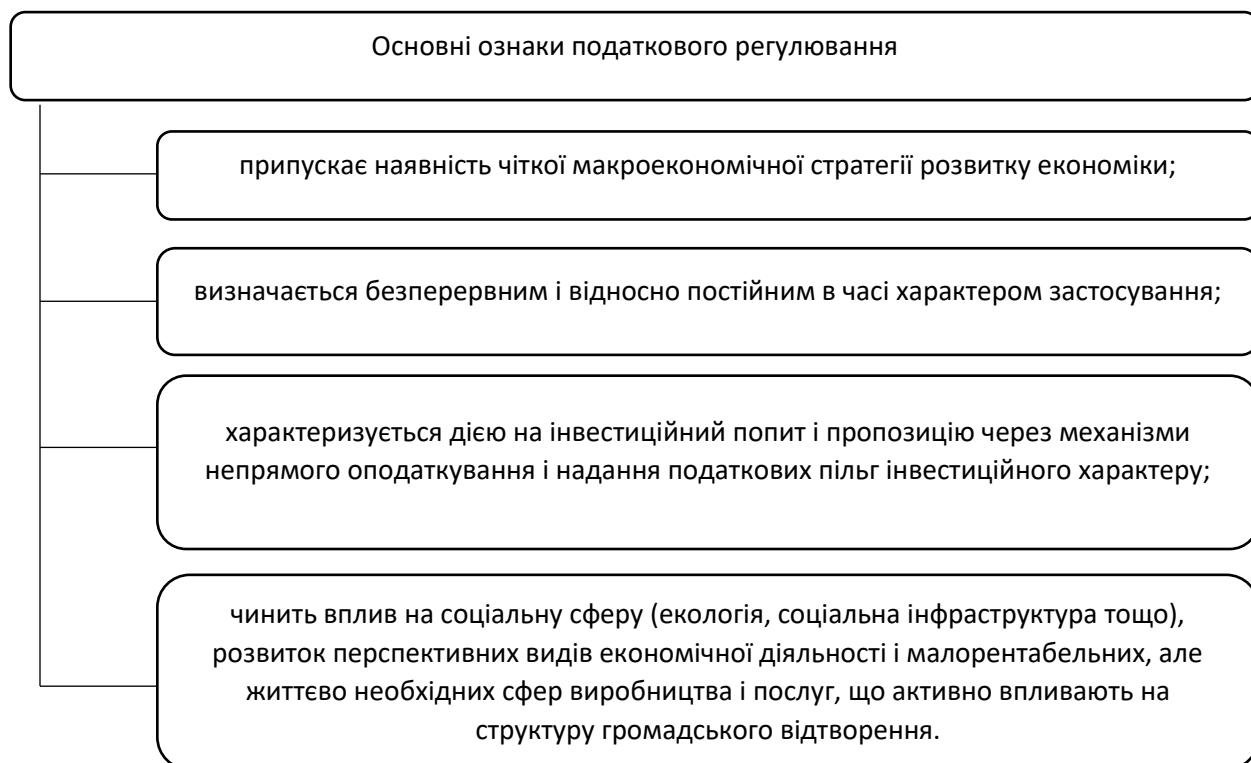 Основні ознаки податкового регулювання
припускає наявність чіткої макроекономічної стратегії розвитку економіки;
визначається безперервним і відносно постійним в часі характером застосування;
характеризується дією на інвестиційний попит і пропозицію через механізми
непрямого оподаткування і надання податкових пільг інвестиційного характеру;
чинить вплив на соціальну сферу (екологія, соціальна інфраструктура тощо),
розвиток перспективних видів економічної діяльності і малорентабельних, але
життєво необхідних сфер виробництва і послуг, що активно впливають на
структуру громадського відтворення.